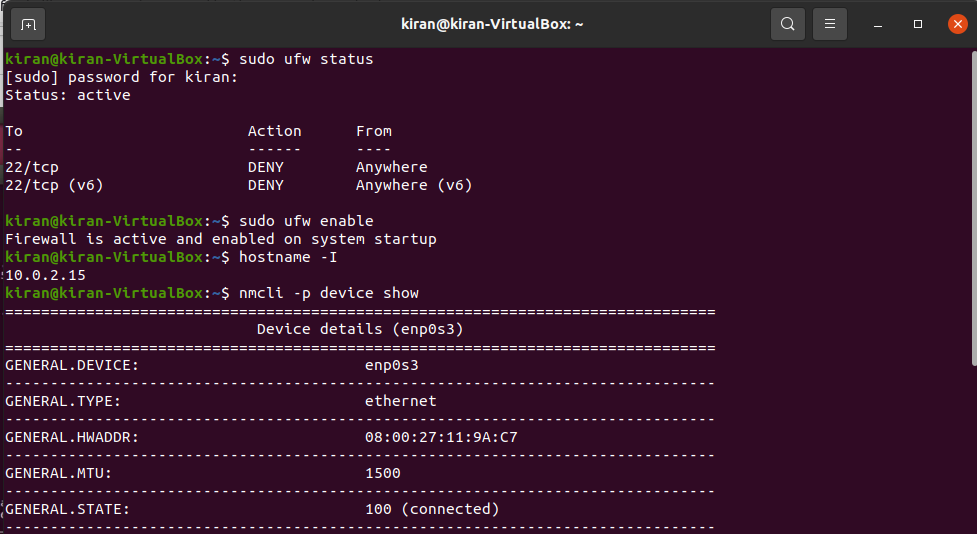 kiran@kiran-VirtualBox: ~
kiran@kiran-VirtualBox:~$ sudo ufw status
[sudo] password for kiran:
Status: active
To                         Action      From
--                         ------      ----
22/tcp                     DENY        Anywhere
22/tcp (v6)                DENY        Anywhere (v6)
kiran@kiran-VirtualBox:~$ sudo ufw enable
Firewall is active and enabled on system startup
kiran@kiran-VirtualBox:~$ hostname -I
10.0.2.15
kiran@kiran-VirtualBox:~$ nmcli -p device show
===============================================================================
                            Device details (enp0s3)
===============================================================================
GENERAL.DEVICE:                         enp0s3
-------------------------------------------------------------------------------
GENERAL.TYPE:                           ethernet
-------------------------------------------------------------------------------
GENERAL.HWADDR:                         08:00:27:11:9A:C7
-------------------------------------------------------------------------------
GENERAL.MTU:                            1500
-------------------------------------------------------------------------------
GENERAL.STATE:                          100 (connected)
-------------------------------------------------------------------------------